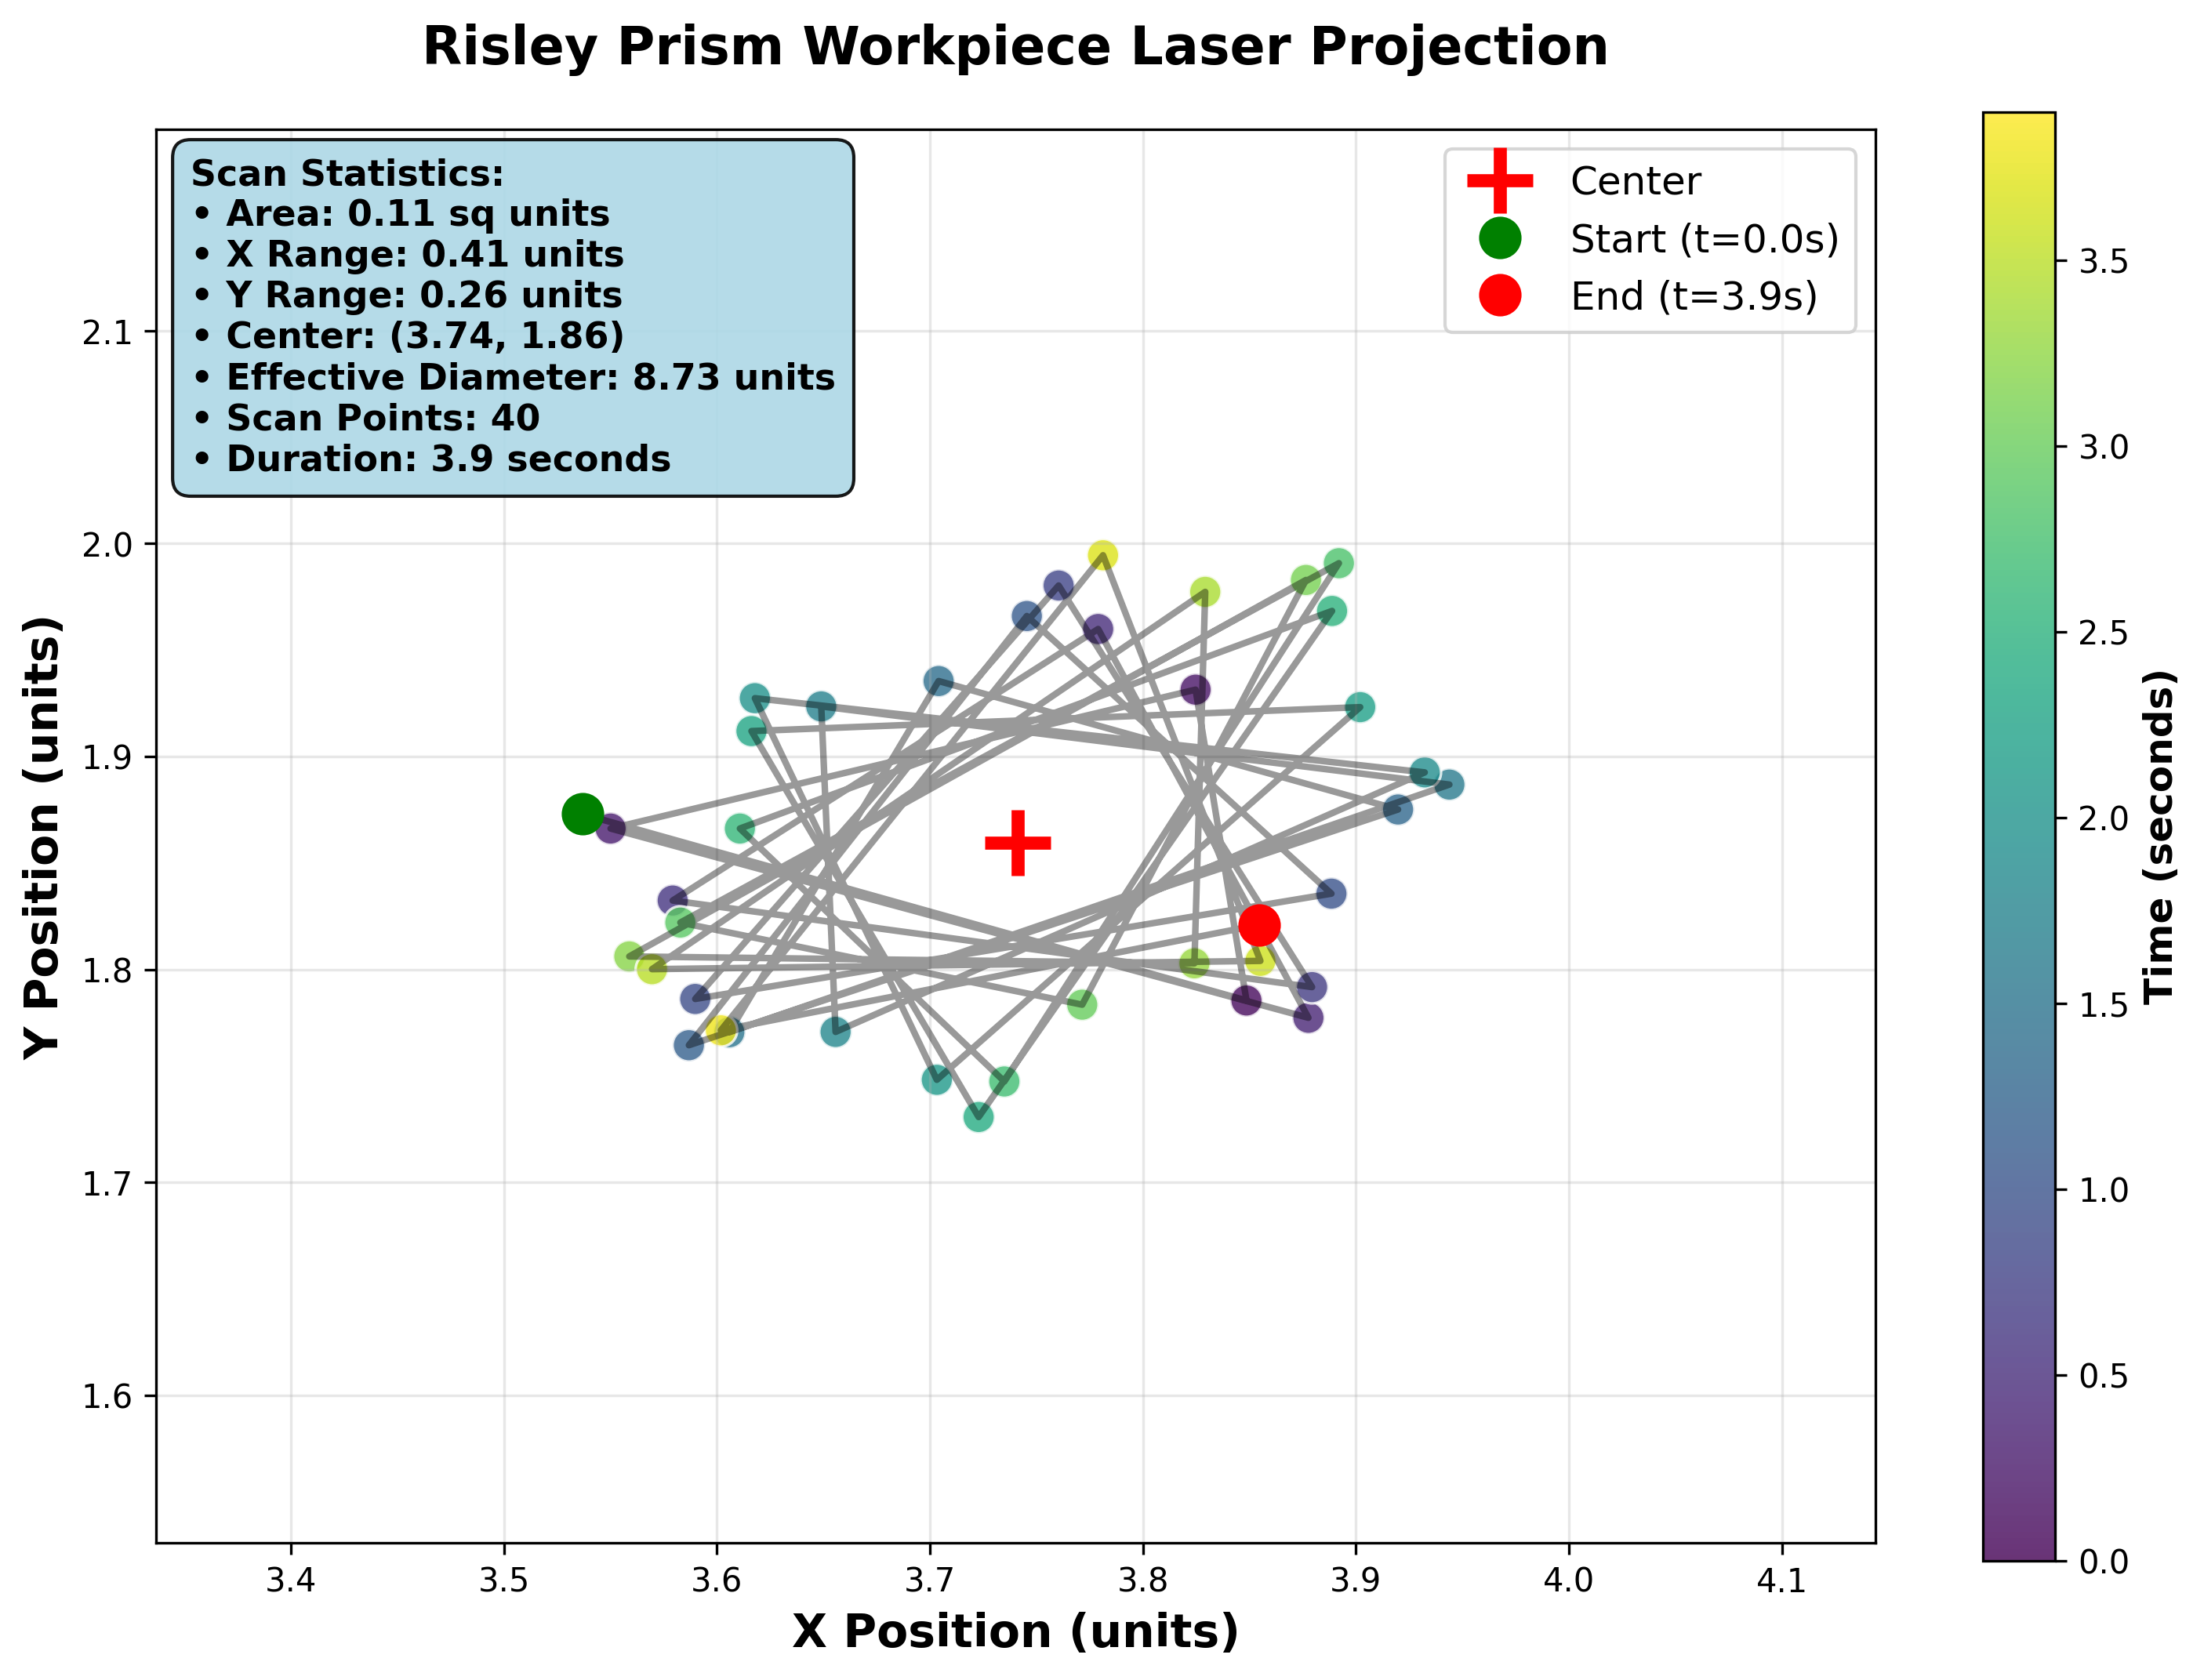 Risley Prism Workpiece Laser Projection
Scan Statistics:
• Area: 0.11 sq units
• X Range: 0.41 units
• Y Range: 0.26 units
• Center: (3.74, 1.86)
• Effective Diameter: 8.73 units
• Scan Points: 40
• Duration: 3.9 seconds
Center
Start (t=0.0s)
End (t=3.9s)
Y Position (units)
2.1
2.0
1.9
1.8
1.7
1.6
3.4
3.5
3.6
3.7
3.8
3.9
4.0
4.1
X Position (units)
3.5
3.0
2.5
2.0
1.5
1.0
0.5
0.0
Time (seconds)